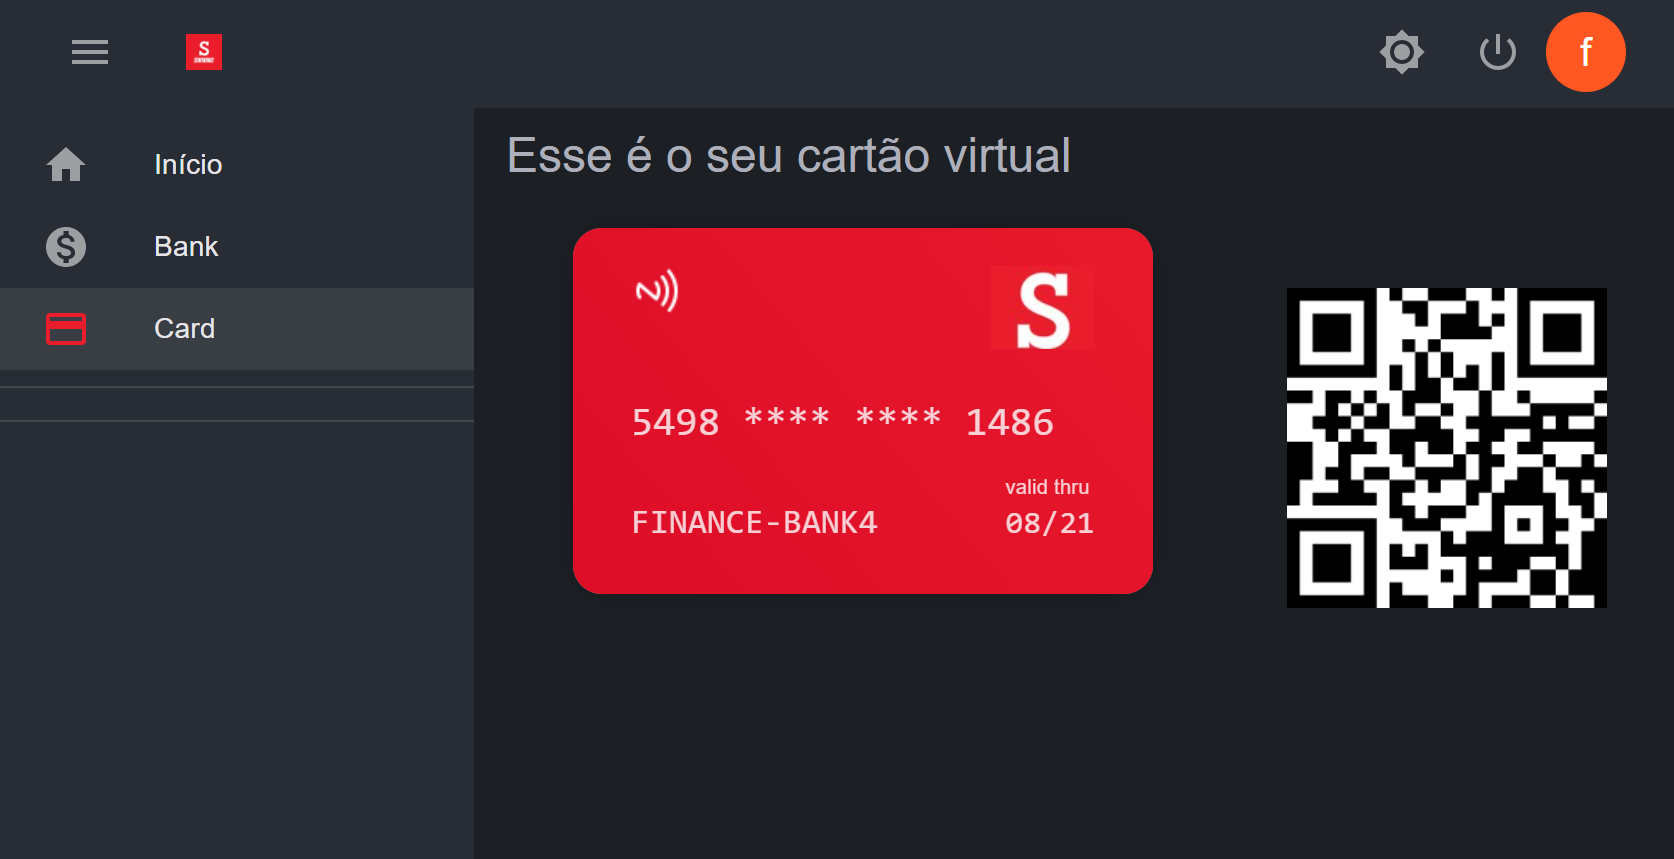 S
f
Início
Bank
Card
Esse é o seu cartão virtual
S
5498 **** **** 1486
valid thru
FINANCE-BANK4
08/21